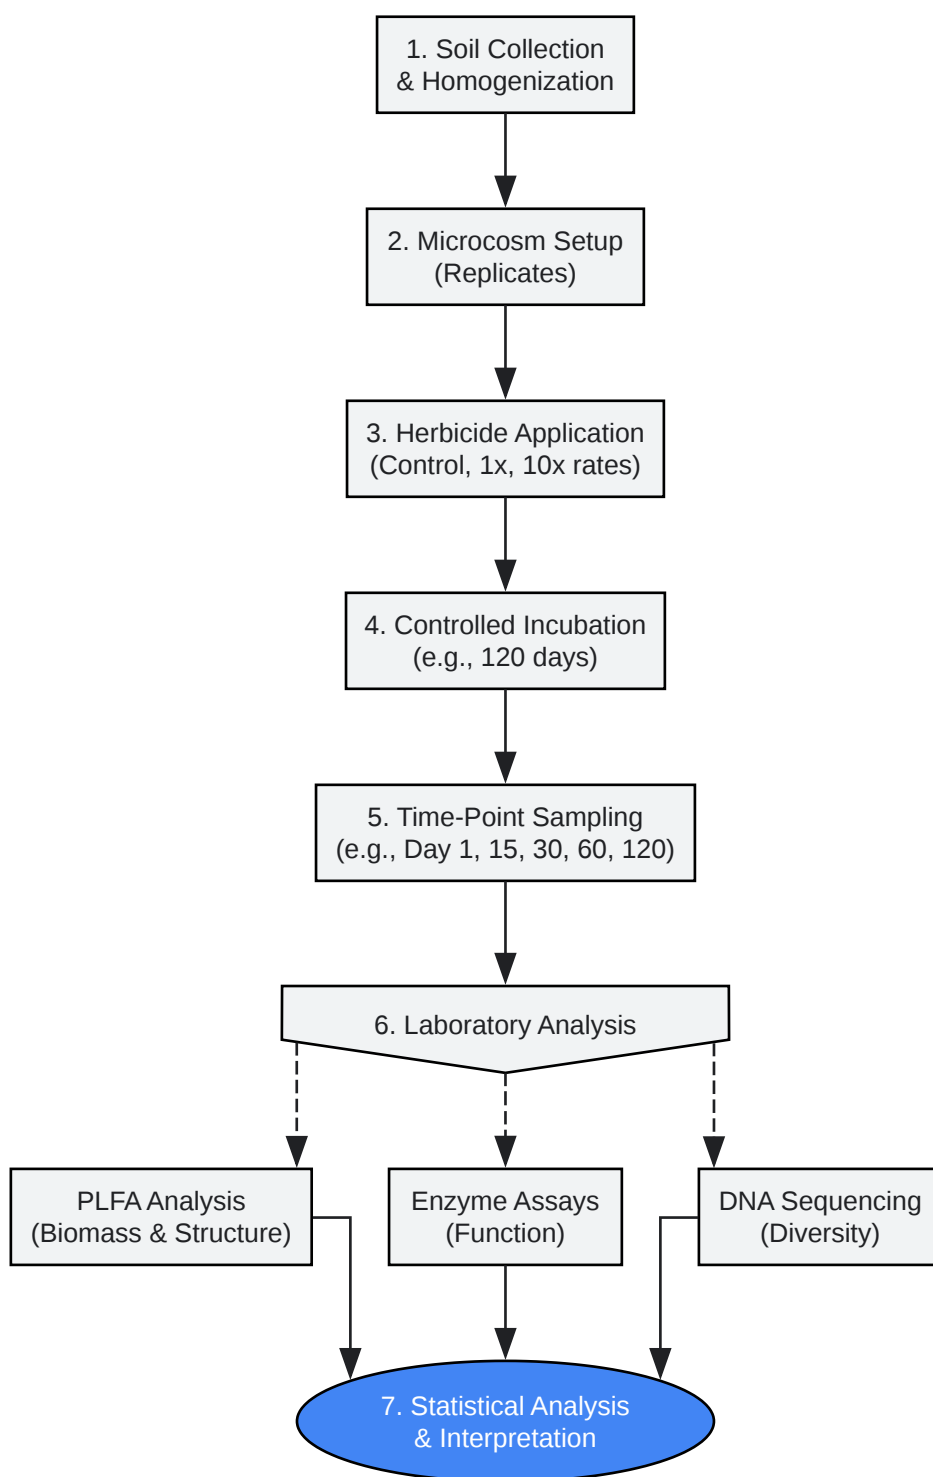 1. Soil Collection
& Homogenization
2. Microcosm Setup
(Replicates)
3. Herbicide Application
(Control, 1x, 10x rates)
4. Controlled Incubation
(e.g., 120 days)
5. Time-Point Sampling
(e.g., Day 1, 15, 30, 60, 120)
6. Laboratory Analysis
PLFA Analysis
(Biomass & Structure)
Enzyme Assays
(Function)
DNA Sequencing
(Diversity)
7. Statistical Analysis
& Interpretation